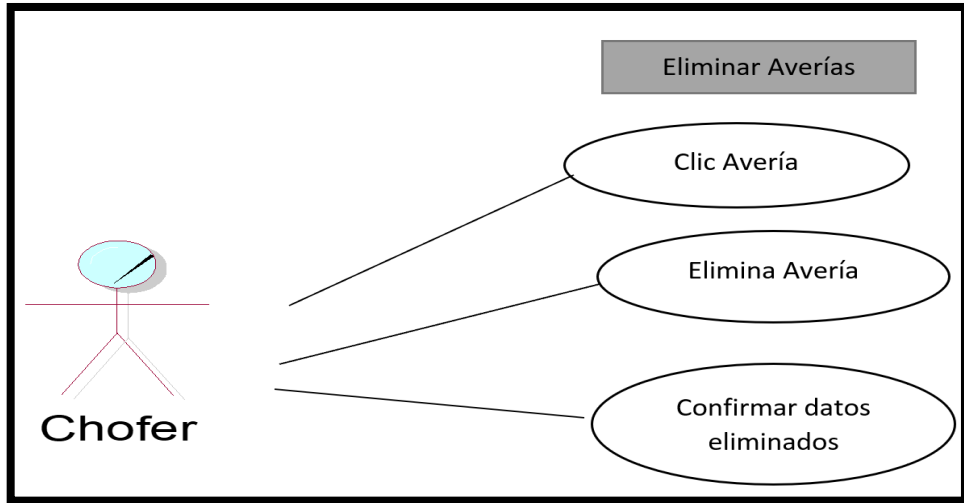 Eliminar Averías
Clic Avería
Elimina Avería
Confirmar datos
eliminados
Chofer